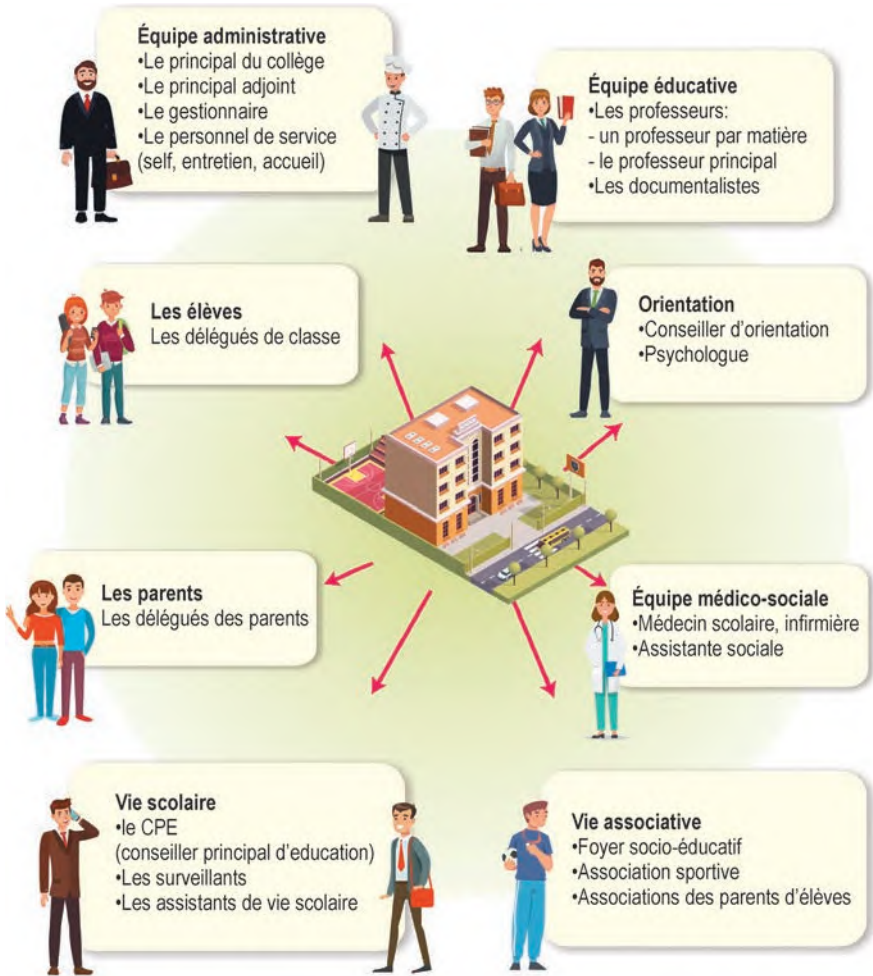 Équipe administrative
•Le principal du collège
•Le principal adjoint
•Le gestionnaire
•Le personnel de service
(self, entretien, accueil)
Équipe éducative
•Les professeurs:
- un professeur par matière
- le professeur principal
•Les documentalistes
Les élèves
Les délégués de classe
Orientation
•Conseiller d'orientation
•Psychologue
Les parents
Les délégués des parents
Équipe médico-sociale
•Médecin scolaire, infirmière
•Assistante sociale
Vie scolaire
•le CPE
(conseiller principal d'education)
•Les surveillants
•Les assistants de vie scolaire
Vie associative
•Foyer socio-éducatif
•Association sportive
•Associations des parents d'élèves